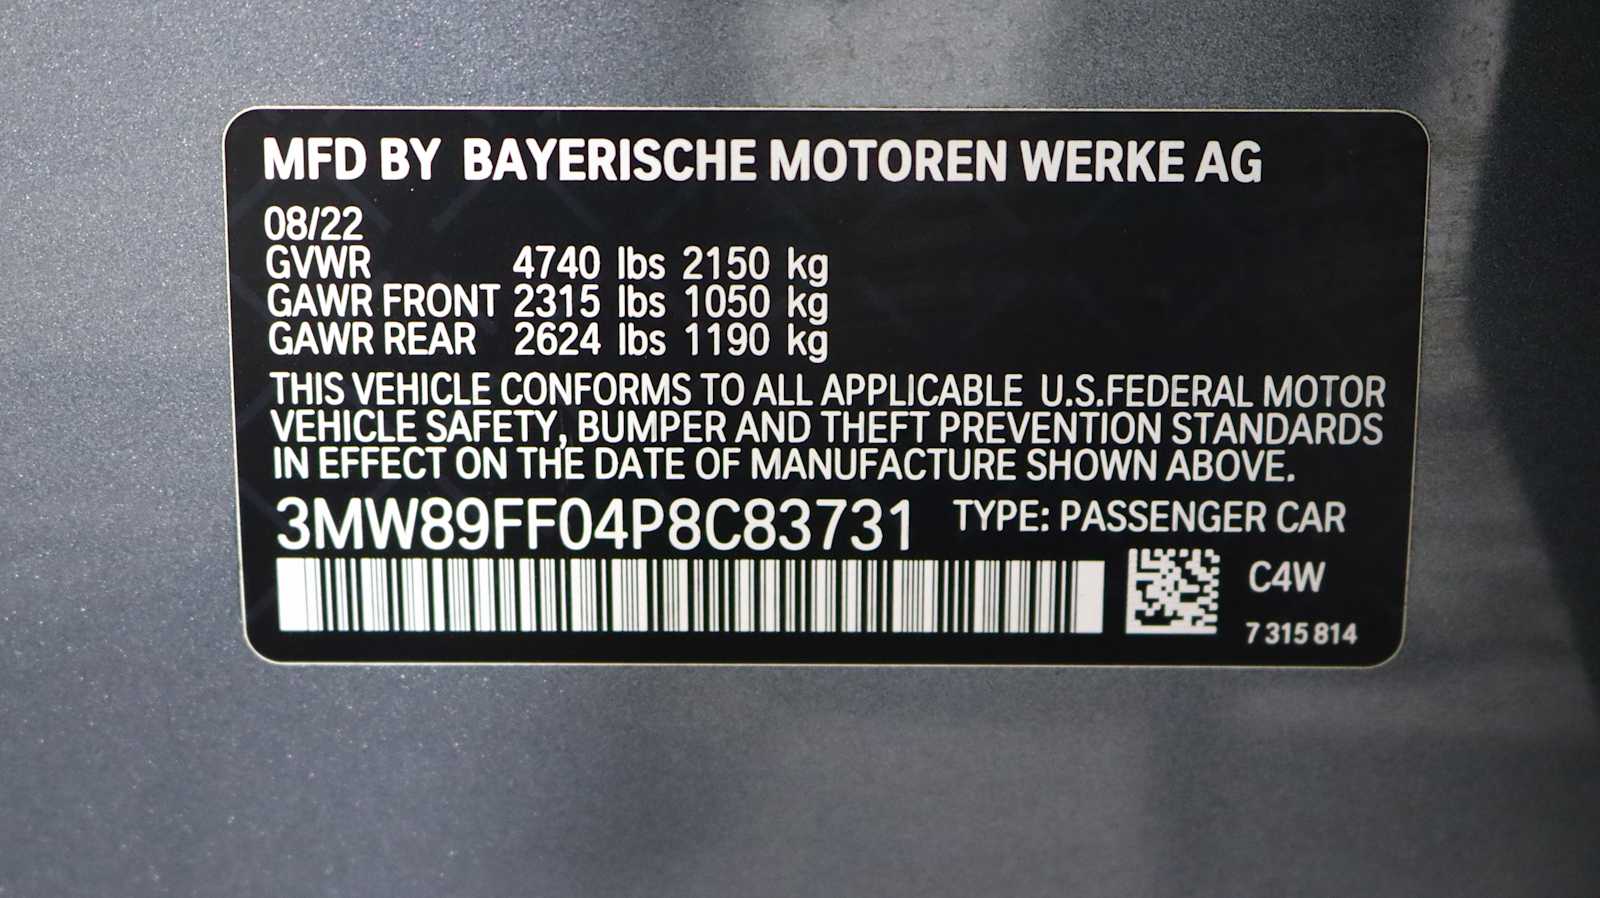 MFD BY BAYERISCHE MOTOREN WERKE AG
08/22
GVWR 4740 lbs 2150 kg
GAWR FRONT 2315 lbs 1050 kg
GAWR REAR 2624 lbs 1190 kg
THIS VEHICLE CONFORMS TO ALL APPLICABLE U.S.FEDERAL MOTOR
VEHICLE SAFETY, BUMPER AND THEFT PREVENTION STANDARDS
IN EFFECT ON THE DATE OF MANUFACTURE SHOWN ABOVE.
3MW89FF04P8C83731 TYPE: PASSENGER CAR
C4W
7 315 814